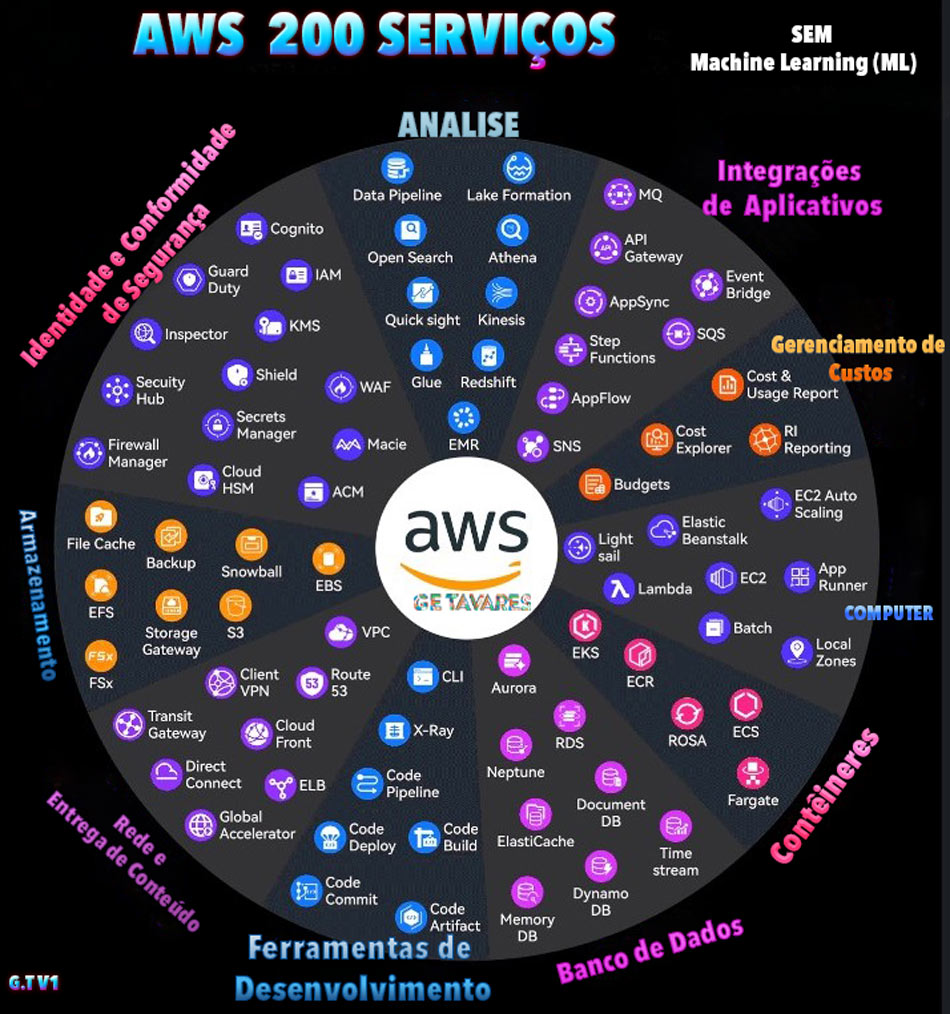 AWS 200 SERVIÇOS
SEM
Machine Learning (ML)
ANALISE
Data Pipeline
Lake Formation
Open Search
Athena
Quick sight
Kinesis
Glue
Redshift
EMR
Integrações
de Aplicativos
MQ
API
Gateway
Event
Bridge
AppSync
SQS
Step
Functions
AppFlow
SNS
Gerenciamento de
Custos
Cost &
Usage Report
Cost
Explorer
RI
Reporting
Budgets
EC2 Auto
Scaling
Elastic
Beanstalk
Light
sail
Lambda
EC2
App
Runner
COMPUTER
Batch
Local
Zones
EKS
ECR
ROSA
ECS
Fargate
Contêineres
Aurora
RDS
Neptune
Document
DB
ElastiCache
Time
stream
Dynamo
DB
Memory
DB
Banco de Dados
CLI
X-Ray
Code
Pipeline
Code
Deploy
Code
Build
Code
Commit
Code
Artifact
Ferramentas de
Desenvolvimento
VPC
Client
VPN
Route
53
53
Transit
Gateway
Cloud
Front
Direct
Connect
ELB
Global
Accelerator
Rede e
Entrega de Conteúdo
Armazenamento
File Cache
Backup
Snowball
EBS
EFS
Storage
Gateway
S3
FSx
FSx
Identidade e Conformidade
de Segurança
Cognito
Guard
Duty
IAM
Inspector
KMS
Secuity
Hub
Shield
WAF
Secrets
Manager
Firewall
Manager
Macie
Cloud
HSM
ACM
aws
GE TAVARES
G.TV1